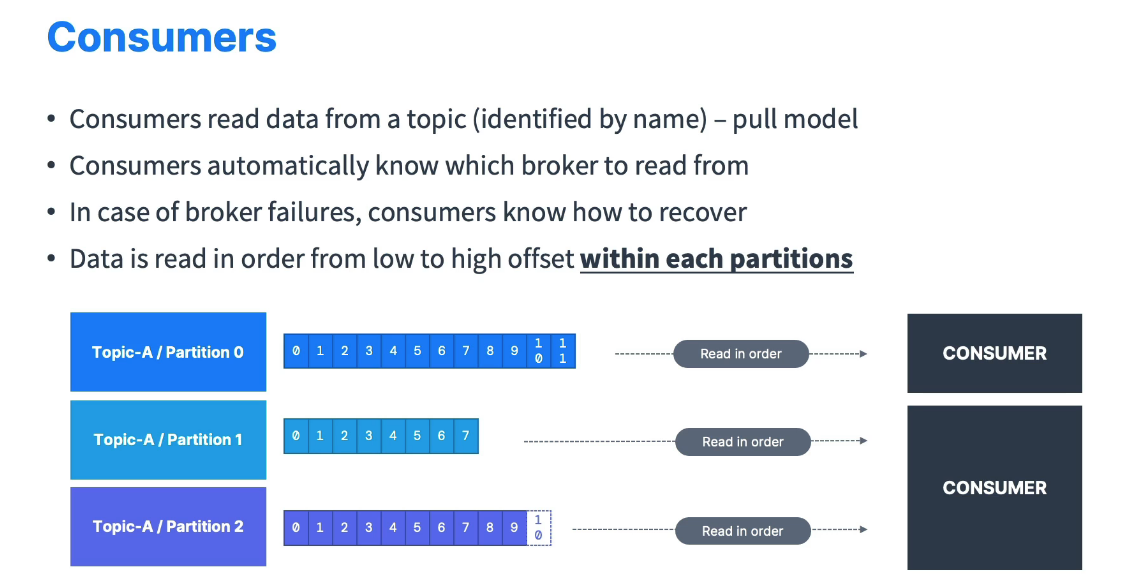 Consumers
• Consumers read data from a topic (identified by name) – pull model
• Consumers automatically know which broker to read from
• In case of broker failures, consumers know how to recover
• Data is read in order from low to high offset within each partitions
Topic-A / Partition 0
0 1 2 3 4 5 6 7 8 9 10 11
Read in order
CONSUMER
Topic-A / Partition 1
0 1 2 3 4 5 6 7
Read in order
Topic-A / Partition 2
0 1 2 3 4 5 6 7 8 9 10
Read in order
CONSUMER